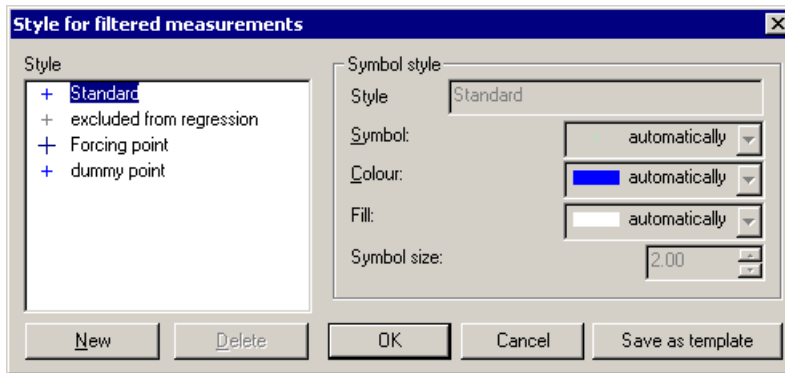 Style for filtered measurements
Style
Standard
excluded from regression
Forcing point
dummy point
Symbol style
Style Standard
Symbol: automatically
Colour: automatically
Fill: automatically
Symbol size: 2.00
New Delete OK Cancel Save as template